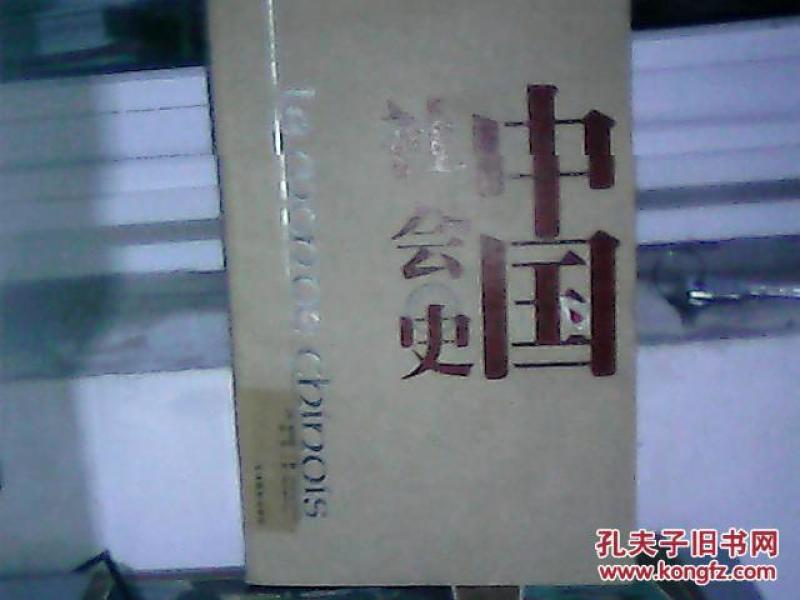 中国
社会史
le monde chinois
孔夫子旧书网
www.kongfz.com